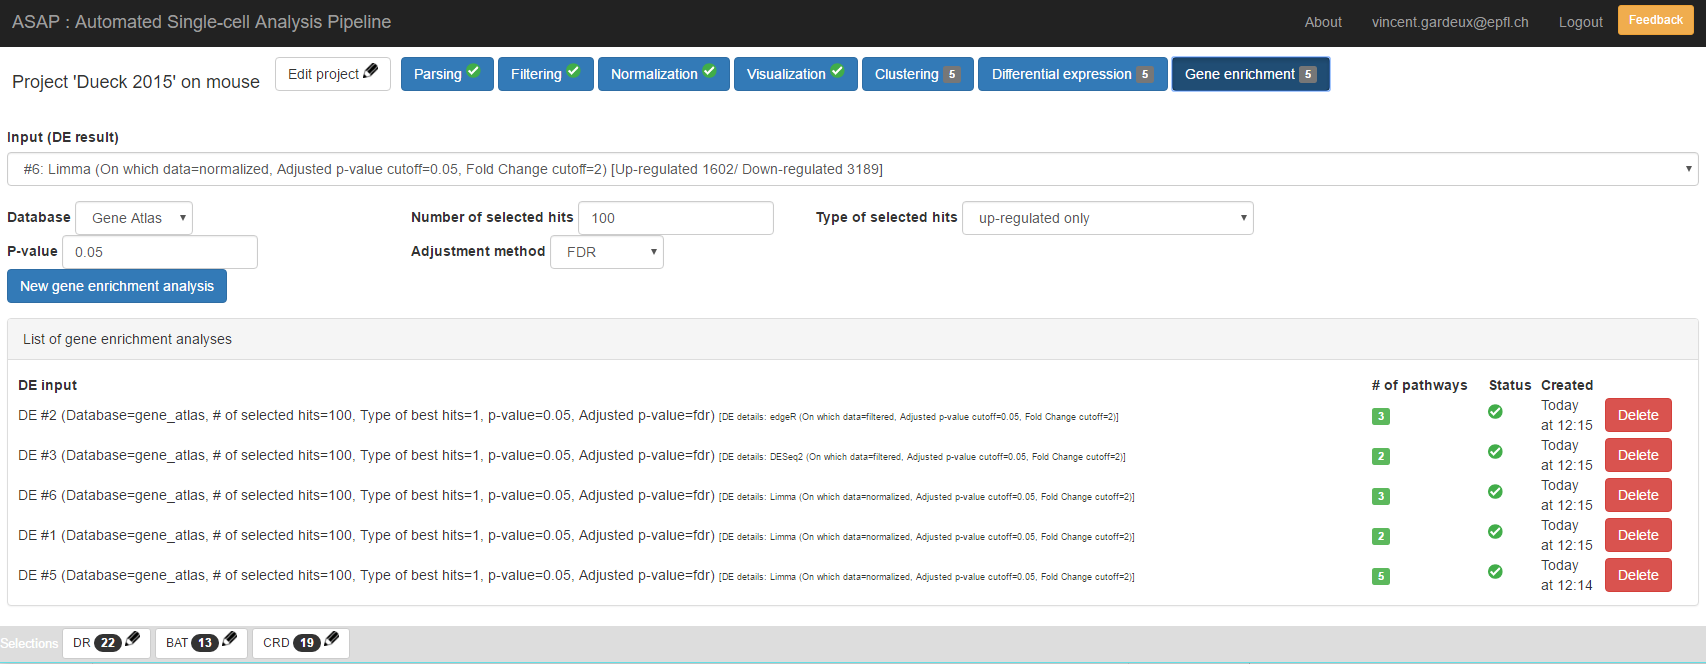 ASAP : Automated Single-cell Analysis Pipeline About vincent.gardeux@epfl.ch Logout Feedback
Project 'Dueck 2015' on mouse Edit project Parsing Filtering Normalization Visualization Clustering 5 Differential expression 5 Gene enrichment 5
Input (DE result)
#6: Limma (On which data=normalized, Adjusted p-value cutoff=0.05, Fold Change cutoff=2) [Up-regulated 1602/ Down-regulated 3189]
Database Gene Atlas Number of selected hits 100 Type of selected hits up-regulated only
P-value 0.05 Adjustment method FDR
New gene enrichment analysis
List of gene enrichment analyses
DE input # of pathways Status Created
DE #2 (Database=gene_atlas, # of selected hits=100, Type of best hits=1, p-value=0.05, Adjusted p-value=fdr) [DE details: edgeR (On which data=filtered, Adjusted p-value cutoff=0.05, Fold Change cutoff=2)] 3 Today at 12:15 Delete
DE #3 (Database=gene_atlas, # of selected hits=100, Type of best hits=1, p-value=0.05, Adjusted p-value=fdr) [DE details: DESeq2 (On which data=filtered, Adjusted p-value cutoff=0.05, Fold Change cutoff=2)] 2 Today at 12:15 Delete
DE #6 (Database=gene_atlas, # of selected hits=100, Type of best hits=1, p-value=0.05, Adjusted p-value=fdr) [DE details: Limma (On which data=normalized, Adjusted p-value cutoff=0.05, Fold Change cutoff=2)] 3 Today at 12:15 Delete
DE #1 (Database=gene_atlas, # of selected hits=100, Type of best hits=1, p-value=0.05, Adjusted p-value=fdr) [DE details: Limma (On which data=normalized, Adjusted p-value cutoff=0.05, Fold Change cutoff=2)] 2 Today at 12:15 Delete
DE #5 (Database=gene_atlas, # of selected hits=100, Type of best hits=1, p-value=0.05, Adjusted p-value=fdr) [DE details: Limma (On which data=normalized, Adjusted p-value cutoff=0.05, Fold Change cutoff=2)] 5 Today at 12:14 Delete
Selections DR 22 BAT 13 CRD 19